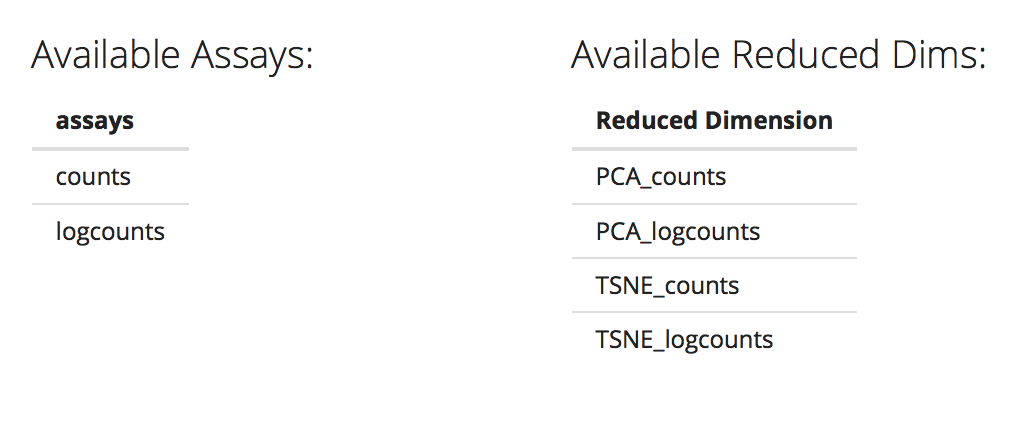 Available Assays:
assays
counts
logcounts
Available Reduced Dims:
Reduced Dimension
PCA_counts
PCA_logcounts
TSNE_counts
TSNE_logcounts